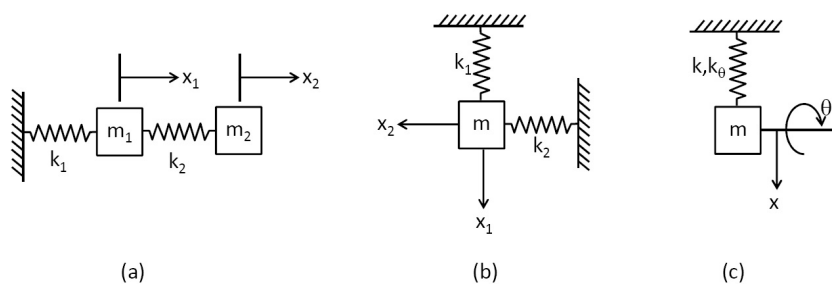 x₁
x₂
m₁
m₂
k₁
k₂
(a)
k₁
x₂
m
k₂
x₁
(b)
k,kθ
θ
m
x
(c)